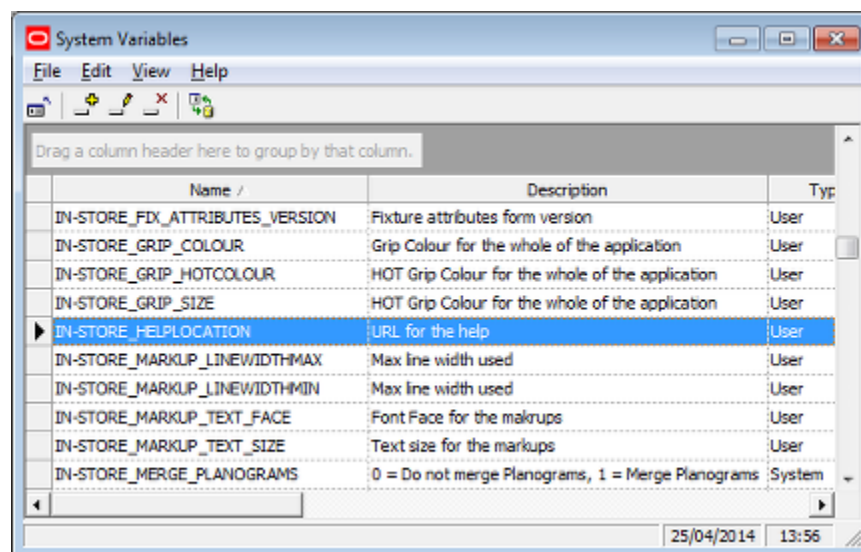 System Variables
File Edit View Help
Drag a column header here to group by that column.
Name / Description Typ
IN-STORE_FIX_ATTRIBUTES_VERSION Fixture attributes form version User
IN-STORE_GRIP_COLOUR Grip Colour for the whole of the application User
IN-STORE_GRIP_HOTCOLOUR HOT Grip Colour for the whole of the application User
IN-STORE_GRIP_SIZE HOT Grip Colour for the whole of the application User
IN-STORE_HELPLOCATION URL for the help User
IN-STORE_MARKUP_LINEWIDTHMAX Max line width used User
IN-STORE_MARKUP_LINEWIDTHMIN Max line width used User
IN-STORE_MARKUP_TEXT_FACE Font Face for the makrups User
IN-STORE_MARKUP_TEXT_SIZE Text size for the markups User
IN-STORE_MERGE_PLANOGRAMS 0 = Do not merge Planograms, 1 = Merge Planograms System
25/04/2014 13:56